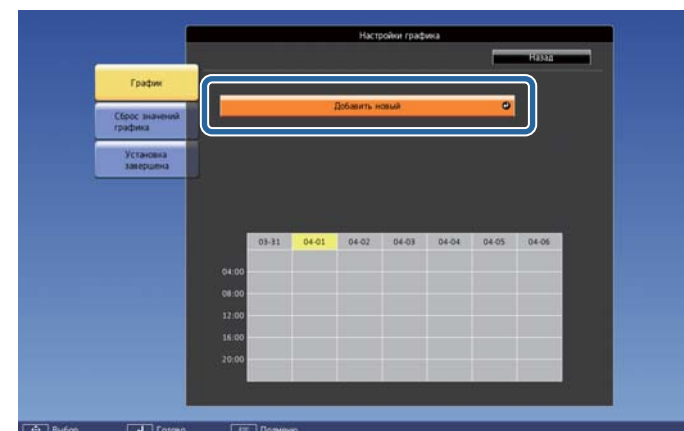 Настройки графика
Назад
График
Добавить новый
Сброс значений
графика
Установка
завершена
03-31 04-01 04-02 04-03 04-04 04-05 04-06
04:00
08:00
12:00
16:00
20:00
Выбор